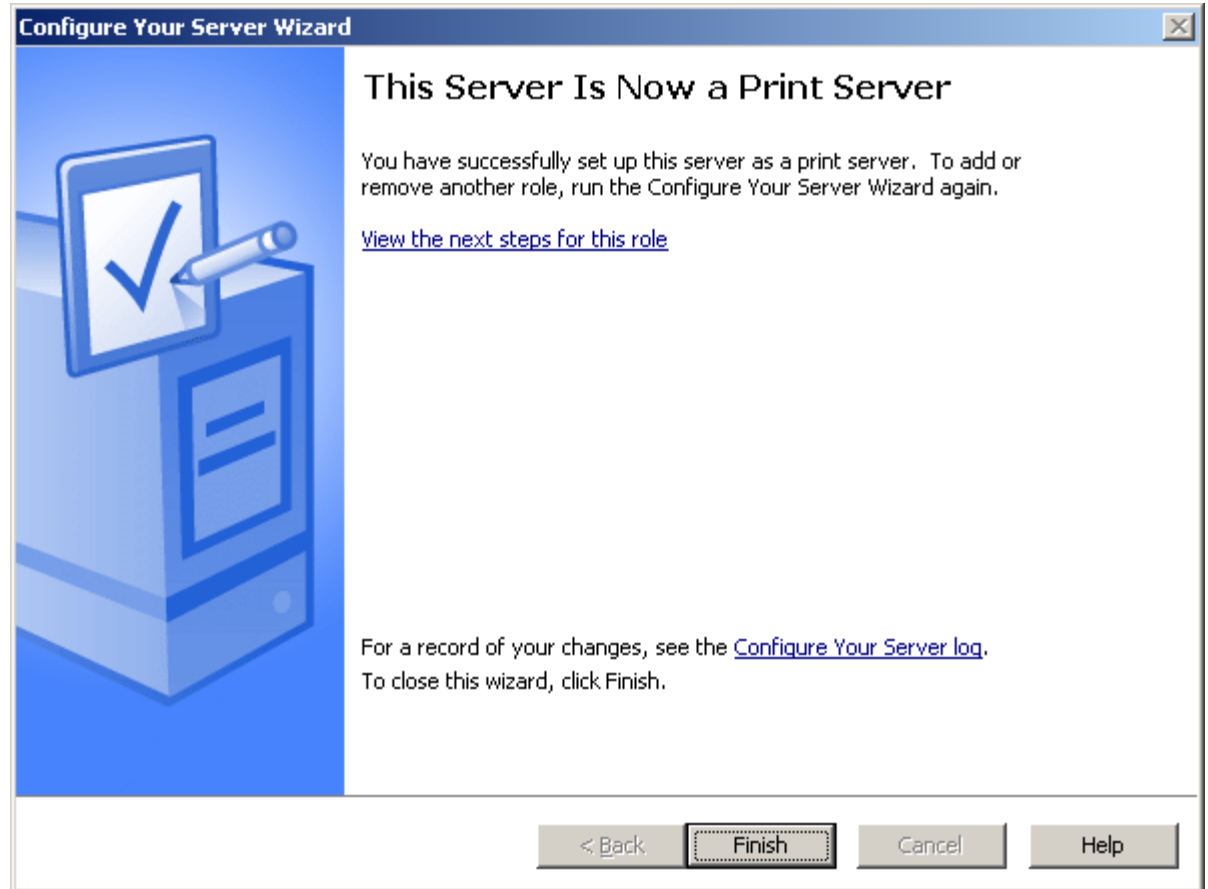 Configure Your Server Wizard
This Server Is Now a Print Server
You have successfully set up this server as a print server.  To add or
remove another role, run the Configure Your Server Wizard again.
View the next steps for this role
For a record of your changes, see the Configure Your Server log.
To close this wizard, click Finish.
< Back
Finish
Cancel
Help